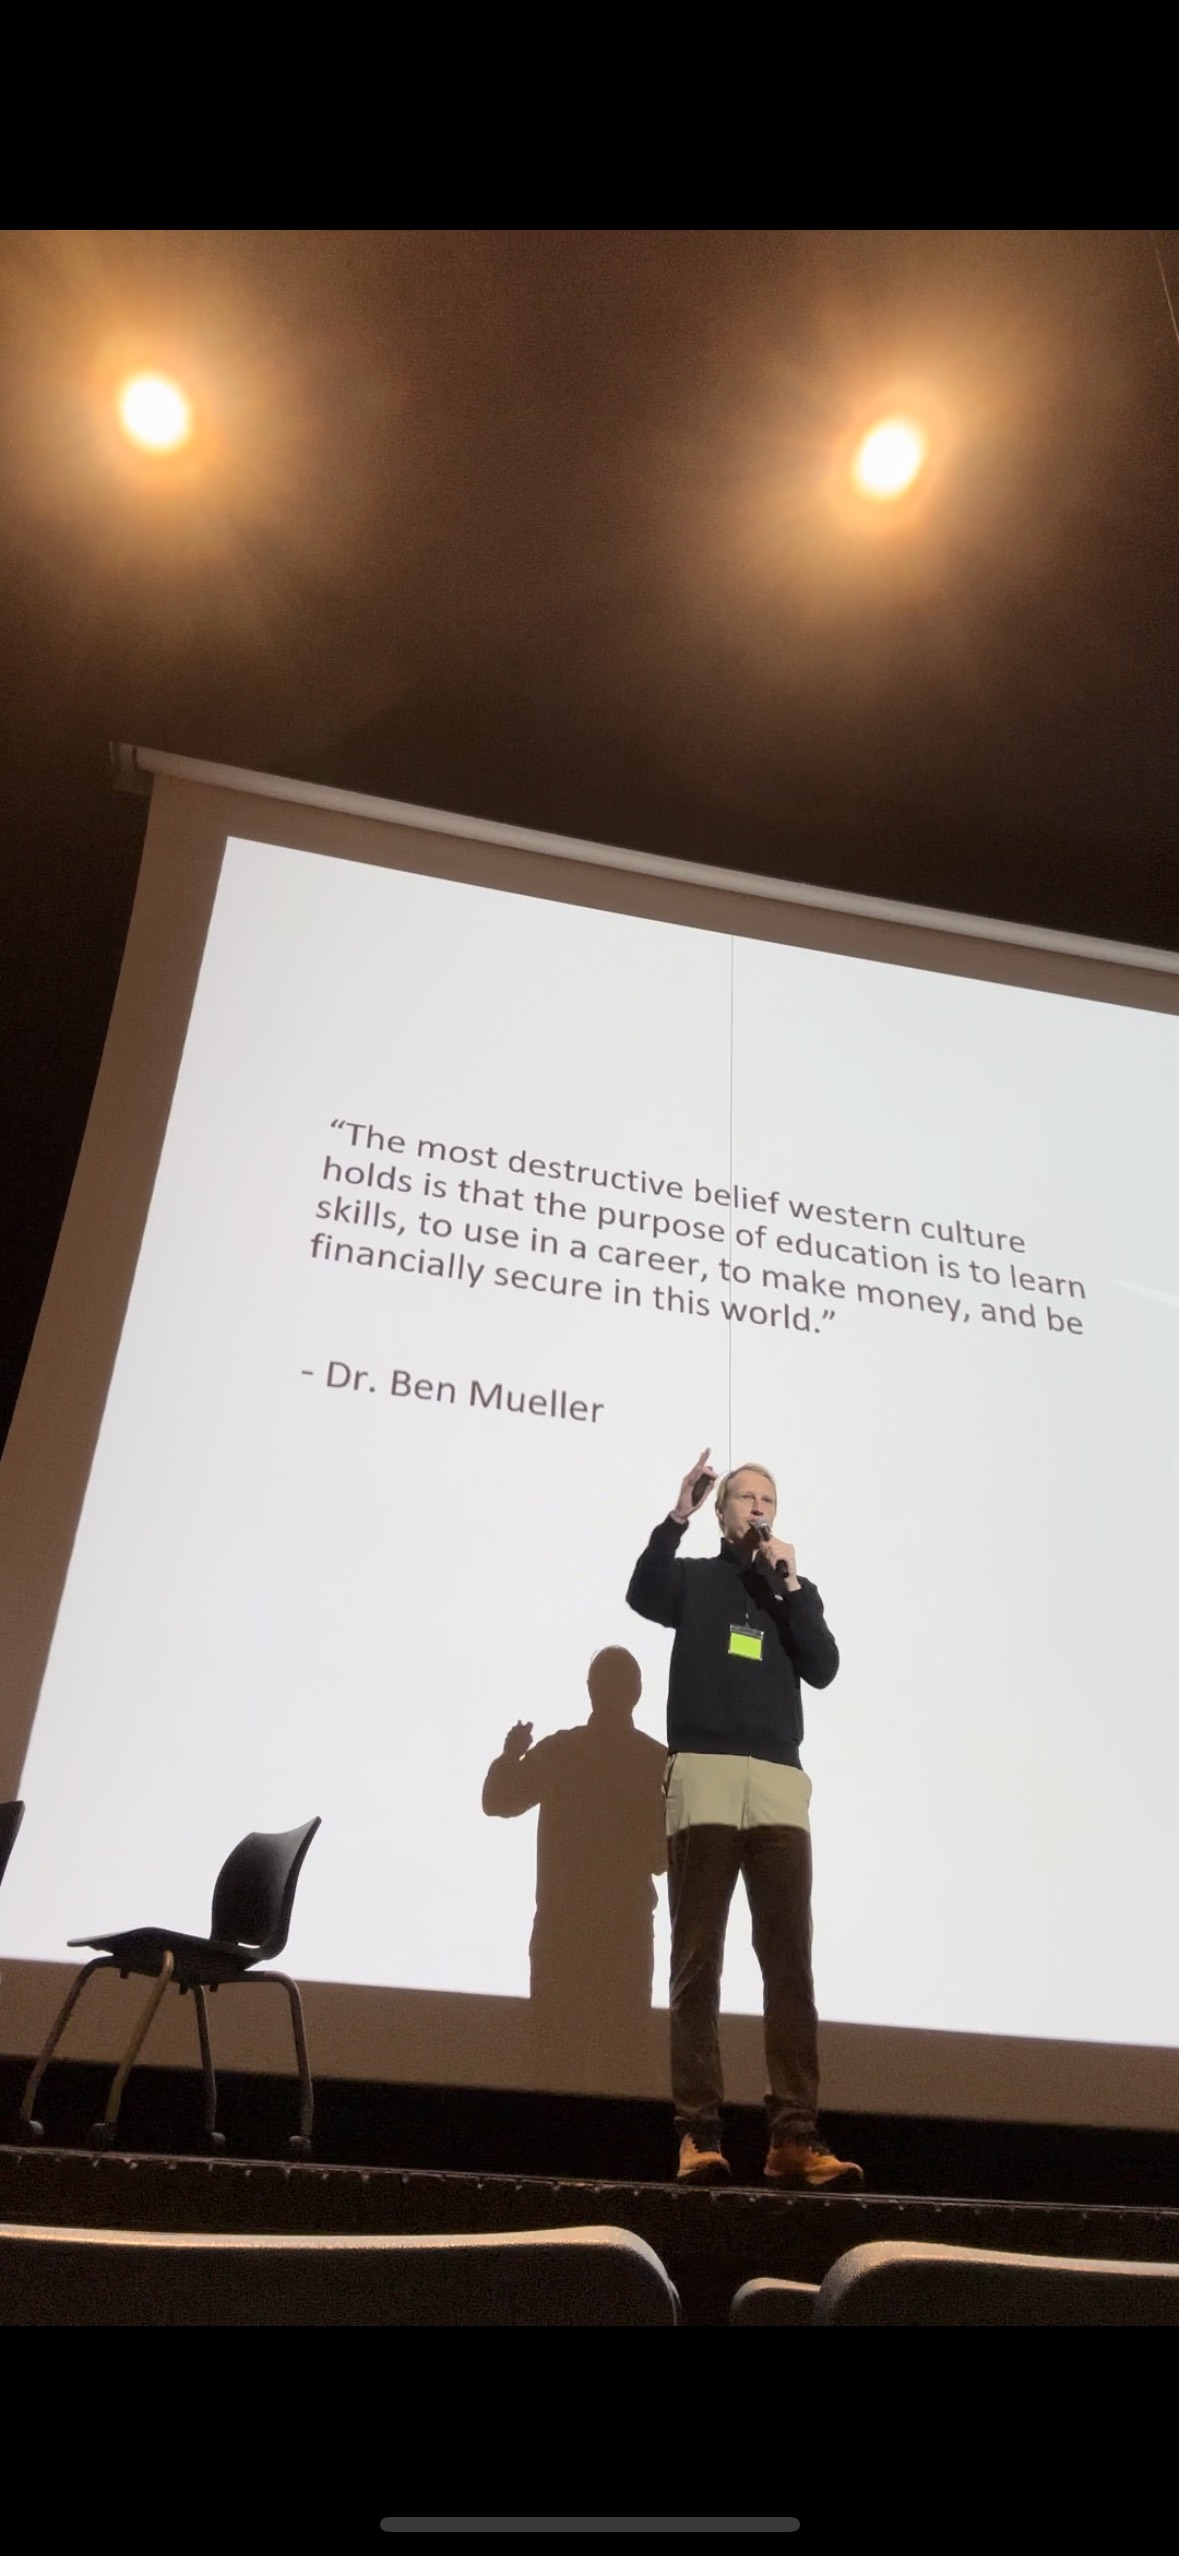 “The most destructive belief western culture
holds is that the purpose of education is to learn
skills, to use in a career, to make money, and be
financially secure in this world.”
- Dr. Ben Mueller